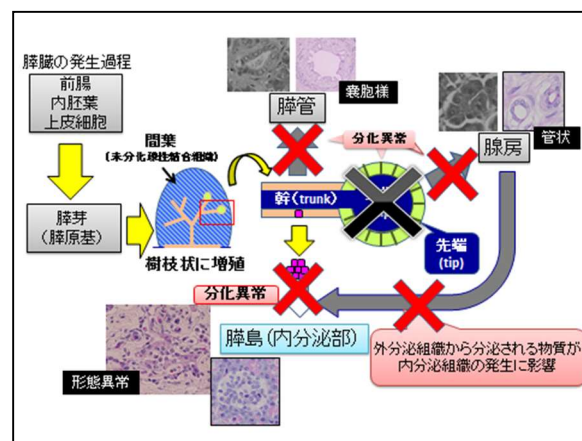 膵臓の発生過程
前腸
内胚葉
上皮細胞
膵芽
(膵原基)
間葉
(未分化疎性結合組織)
樹枝状に増殖
膵管
嚢胞様
分化異常
腺房
管状
幹(trunk)
先端
(tip)
分化異常
膵島(内分泌部)
形態異常
外分泌組織から分泌される物質が
内分泌組織の発生に影響